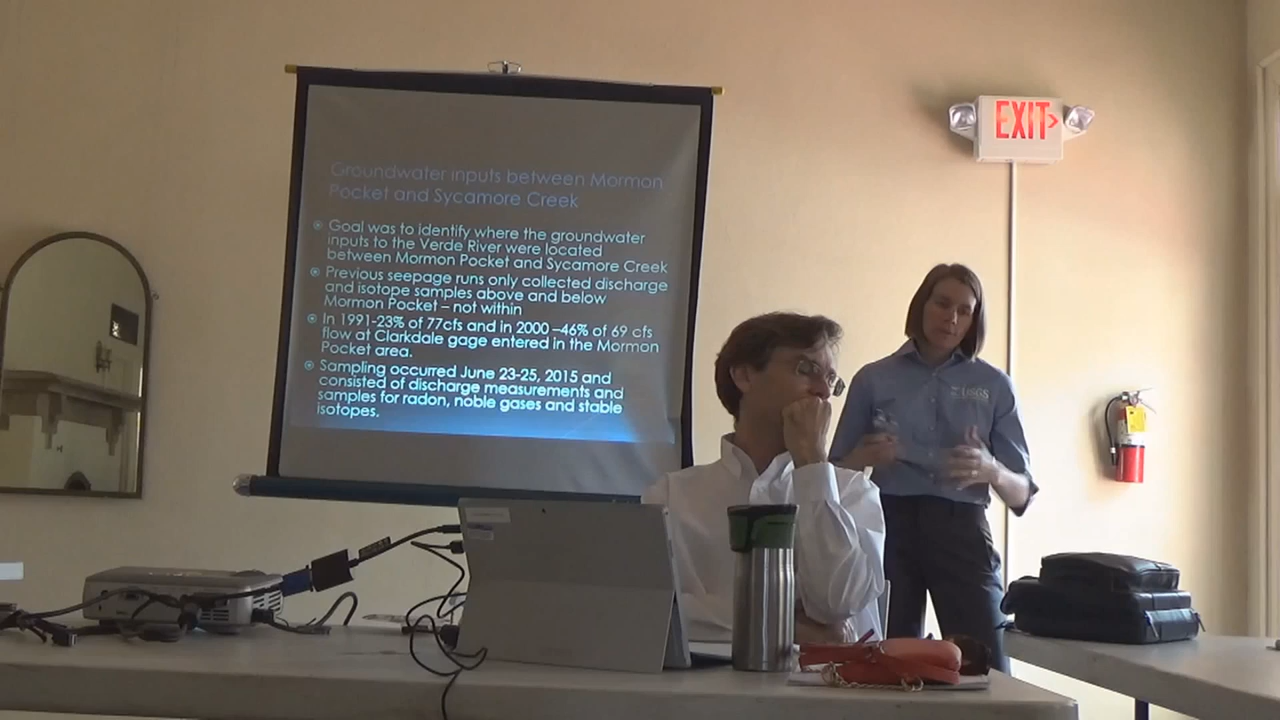 Groundwater inputs between Mormon
Pocket and Sycamore Creek
Goal was to identify where the groundwater
inputs to the Verde River were located
between Mormon Pocket and Sycamore Creek
Previous seepage runs only collected discharge
and isotope samples above and below
Mormon Pocket – not within
In 1991-23% of 77cfs and in 2000 –46% of 69 cfs
flow at Clarkdale gage entered in the Mormon
Pocket area.
Sampling occurred June 23-25, 2015 and
consisted of discharge measurements and
samples for radon, noble gases and stable
isotopes.
EXIT
USGS